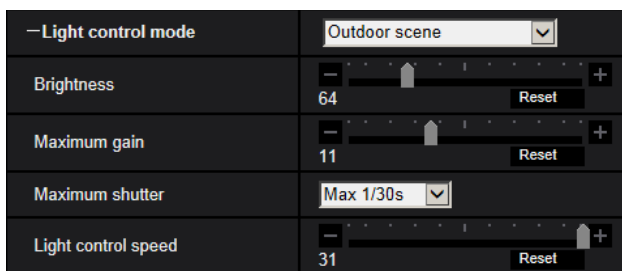 −Light control mode Outdoor scene
Brightness − +
64 Reset
Maximum gain − +
11 Reset
Maximum shutter Max 1/30s
Light control speed − +
31 Reset